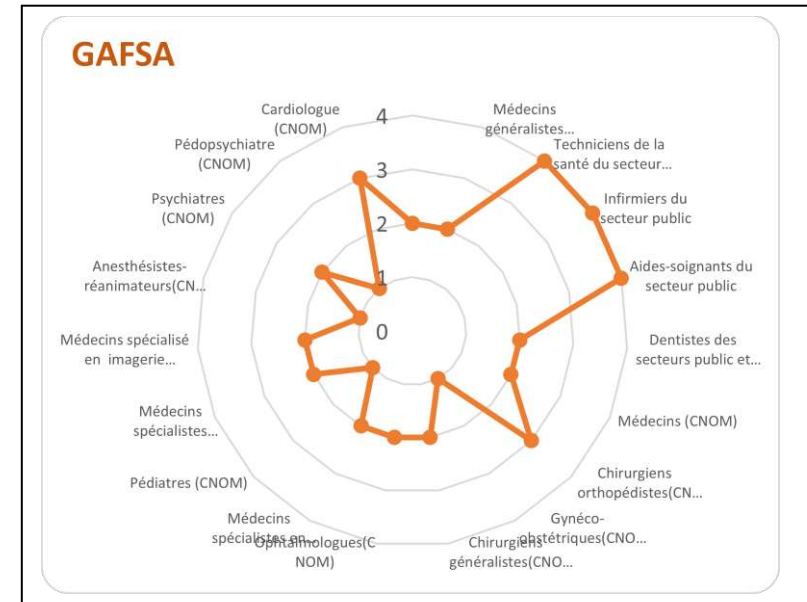 GAFSA
4
3
2
1
0
Médecins
généralistes...
Techniciens de la
santé du secteur...
Infirmiers du
secteur public
Aides-soignants du
secteur public
Dentistes des
secteurs public et...
Médecins (CNOM)
Chirurgiens
orthopédistes(CN...
Gynéco-
obstétriques(CNO...
Chirurgiens
généralistes(CNO...
Ophtalmologues(C
NOM)
Médecins
spécialistes en...
Pédiatres (CNOM)
Médecins
spécialistes...
Médecins spécialisé
en imagerie...
Anesthésistes-
réanimateurs(CN...
Psychiatres
(CNOM)
Pédopsychiatre
(CNOM)
Cardiologue
(CNOM)